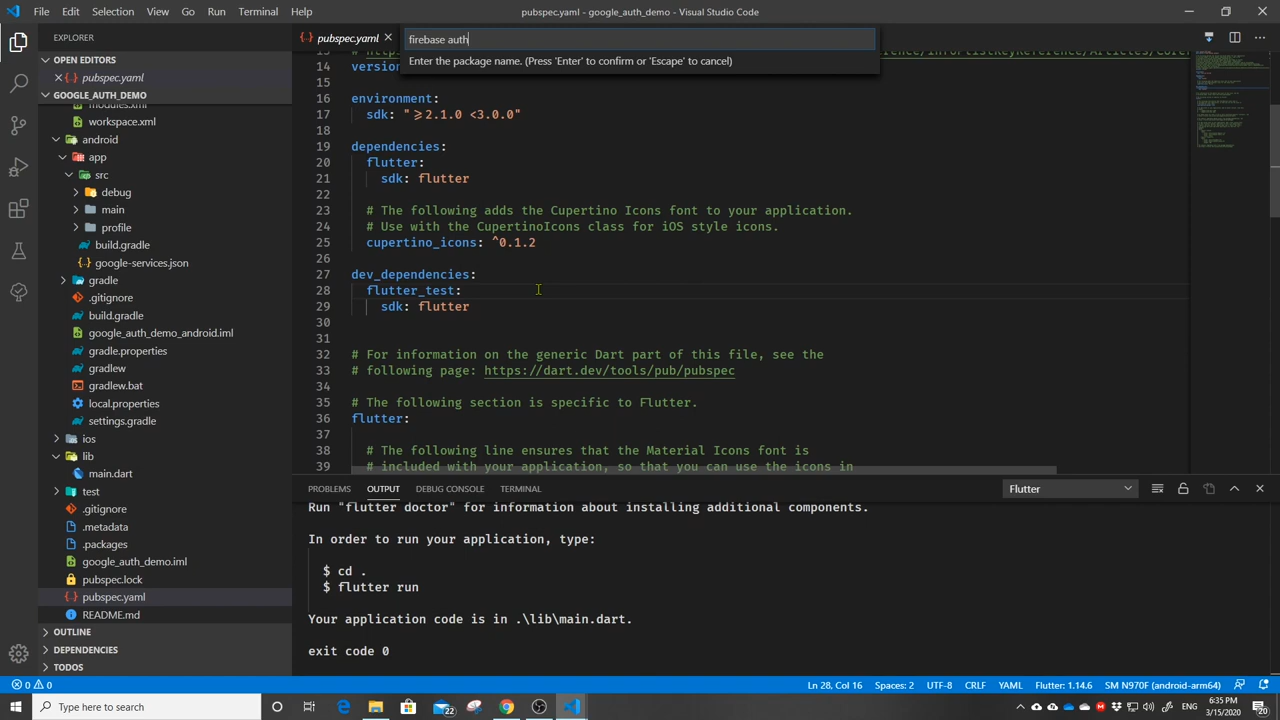 File Edit Selection View Go Run Terminal Help
pubspec.yaml - google_auth_demo - Visual Studio Code
EXPLORER
OPEN EDITORS
pubspec.yaml
GOOGLE_AUTH_DEMO
modules.xml
workspace.xml
android
app
src
debug
main
profile
build.gradle
google-services.json
gradle
.gitignore
build.gradle
google_auth_demo_android.iml
gradle.properties
gradlew
gradlew.bat
local.properties
settings.gradle
ios
lib
main.dart
test
.gitignore
.metadata
.packages
google_auth_demo.iml
pubspec.lock
pubspec.yaml
README.md
OUTLINE
DEPENDENCIES
TODOS
pubspec.yaml
firebase auth
Enter the package name. (Press 'Enter' to confirm or 'Escape' to cancel)
14 vers
15
16 environment:
17 sdk: ">=2.1.0 <3.0.0"
18
19 dependencies:
20 flutter:
21 sdk: flutter
22
23 # The following adds the Cupertino Icons font to your application.
24 # Use with the CupertinoIcons class for iOS style icons.
25 cupertino_icons: ^0.1.2
26
27 dev_dependencies:
28 flutter_test:
29 sdk: flutter
30
31
32 # For information on the generic Dart part of this file, see the
33 # following page: https://dart.dev/tools/pub/pubspec
34
35 # The following section is specific to Flutter.
36 flutter:
37
38 # The following line ensures that the Material Icons font is
39 # included with your application, so that you can use the icons in
PROBLEMS OUTPUT DEBUG CONSOLE TERMINAL
Flutter
Run "flutter doctor" for information about installing additional components.
In order to run your application, type:
$ cd .
$ flutter run
Your application code is in .\lib\main.dart.
exit code 0
0 0
Ln 28, Col 16 Spaces: 2 UTF-8 CRLF YAML Flutter: 1.14.6 SM N970F (android-arm64)
Type here to search
22
6:35 PM
3/15/2020
20